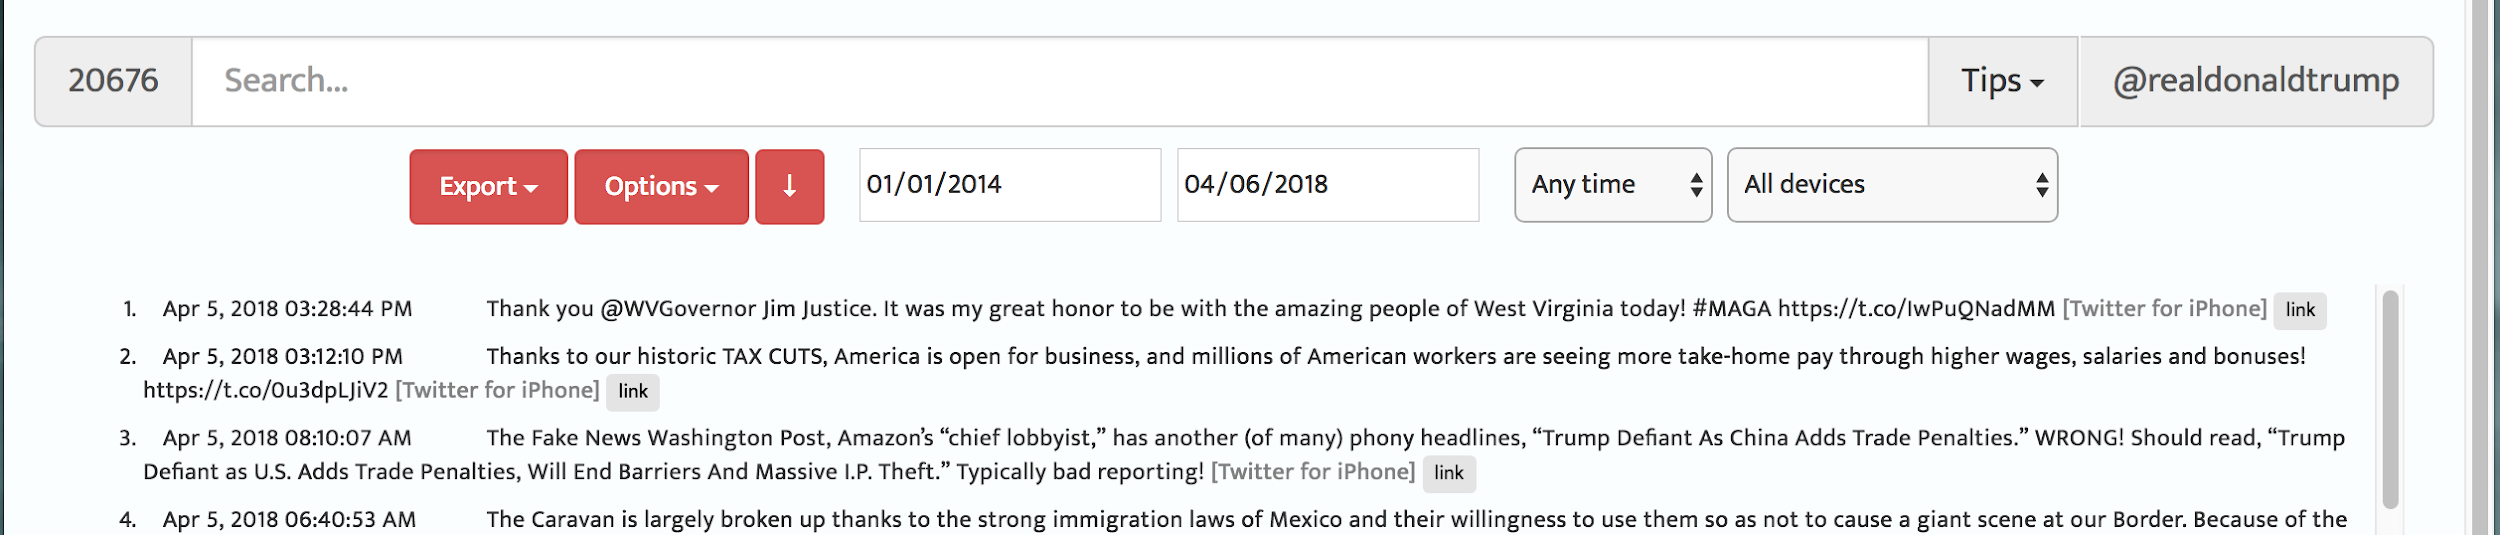 20676 Search... Tips @realdonaldtrump
Export Options ↓ 01/01/2014 04/06/2018 Any time All devices
1. Apr 5, 2018 03:28:44 PM Thank you @WVGovernor Jim Justice. It was my great honor to be with the amazing people of West Virginia today! #MAGA https://t.co/IwPuQNadMM [Twitter for iPhone] link
2. Apr 5, 2018 03:12:10 PM Thanks to our historic TAX CUTS, America is open for business, and millions of American workers are seeing more take-home pay through higher wages, salaries and bonuses!
https://t.co/0u3dpLJiV2 [Twitter for iPhone] link
3. Apr 5, 2018 08:10:07 AM The Fake News Washington Post, Amazon’s “chief lobbyist,” has another (of many) phony headlines, “Trump Defiant As China Adds Trade Penalties.” WRONG! Should read, “Trump
Defiant as U.S. Adds Trade Penalties, Will End Barriers And Massive I.P. Theft.” Typically bad reporting! [Twitter for iPhone] link
4. Apr 5, 2018 06:40:53 AM The Caravan is largely broken up thanks to the strong immigration laws of Mexico and their willingness to use them so as not to cause a giant scene at our Border. Because of the